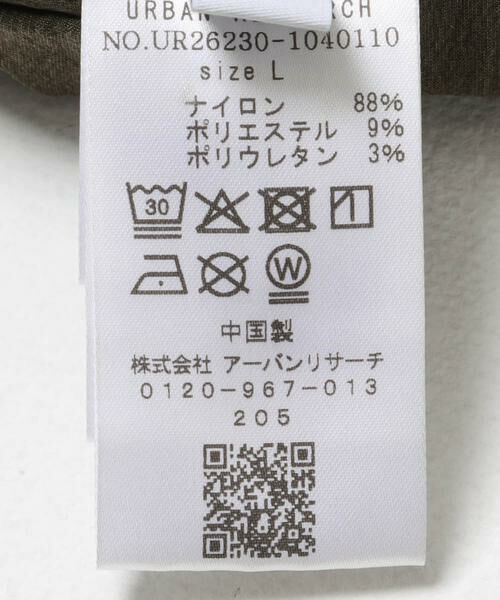 URBAN
NO.UR26230-1040110
size L
ナイロン 88%
ポリエステル 9%
ポリウレタン 3%
30
W
中国製
株式会社 アーバンリサーチ
0120-967-013
205